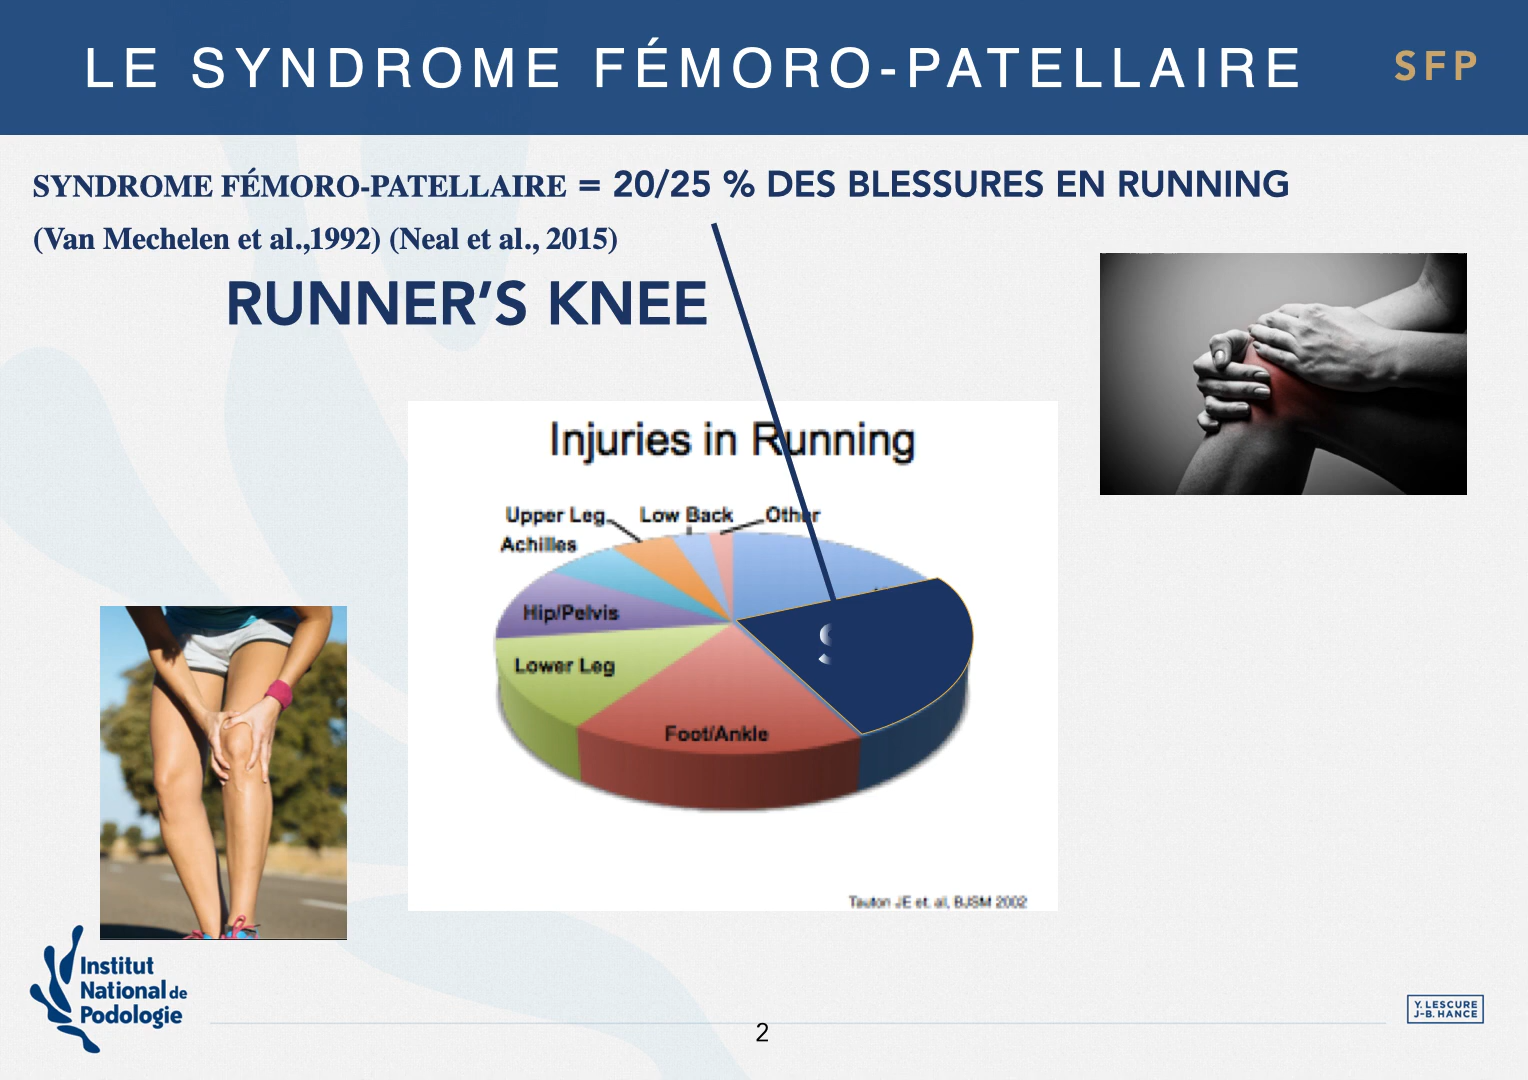 LE SYNDROME FÉMORO-PATELLAIRE
SFP
SYNDROME FÉMORO-PATELLAIRE = 20/25 % DES BLESSURES EN RUNNING
(Van Mechelen et al.,1992) (Neal et al., 2015)
RUNNER’S KNEE
Injuries in Running
Upper Leg
Low Back
Other
Achilles
Hip/Pelvis
Lower Leg
Foot/Ankle
Tauton JE et. al, BJSM 2002
Institut
National de
Podologie
2
Y. LESCURE
J-B. HANCE